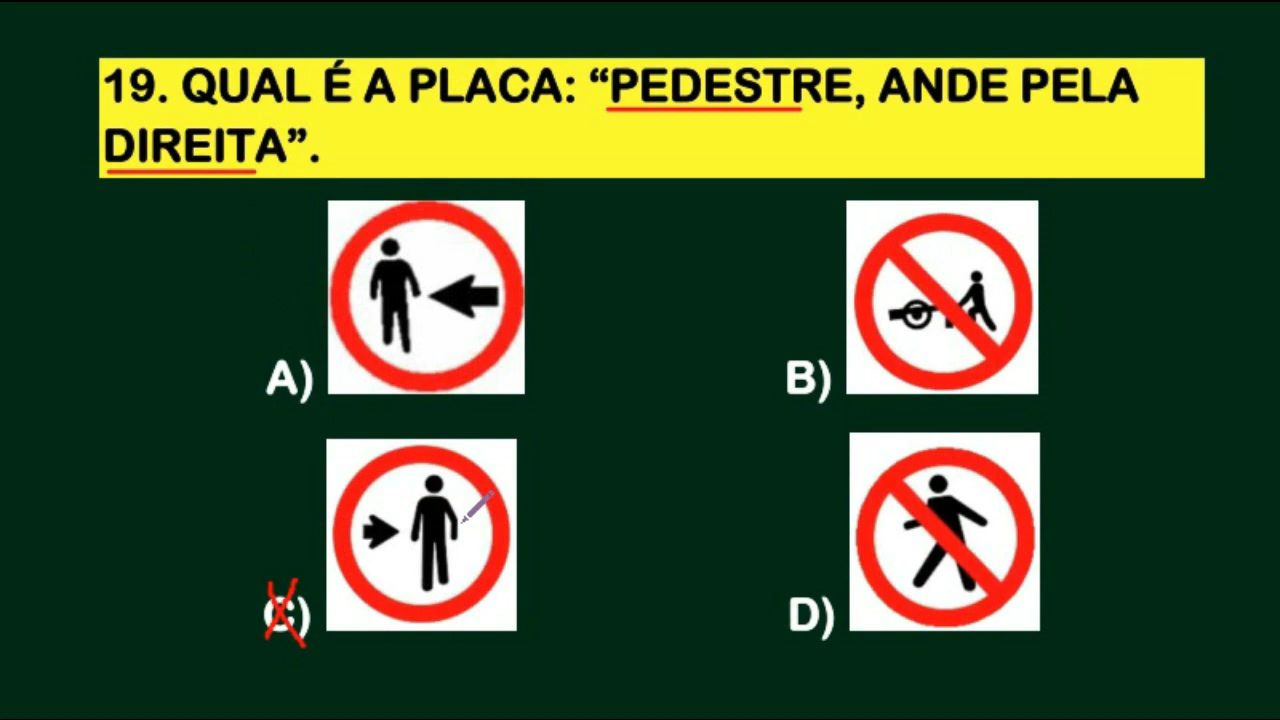 19. QUAL É A PLACA: “PEDESTRE, ANDE PELA
DIREITA”.
A)
B)
C)
D)